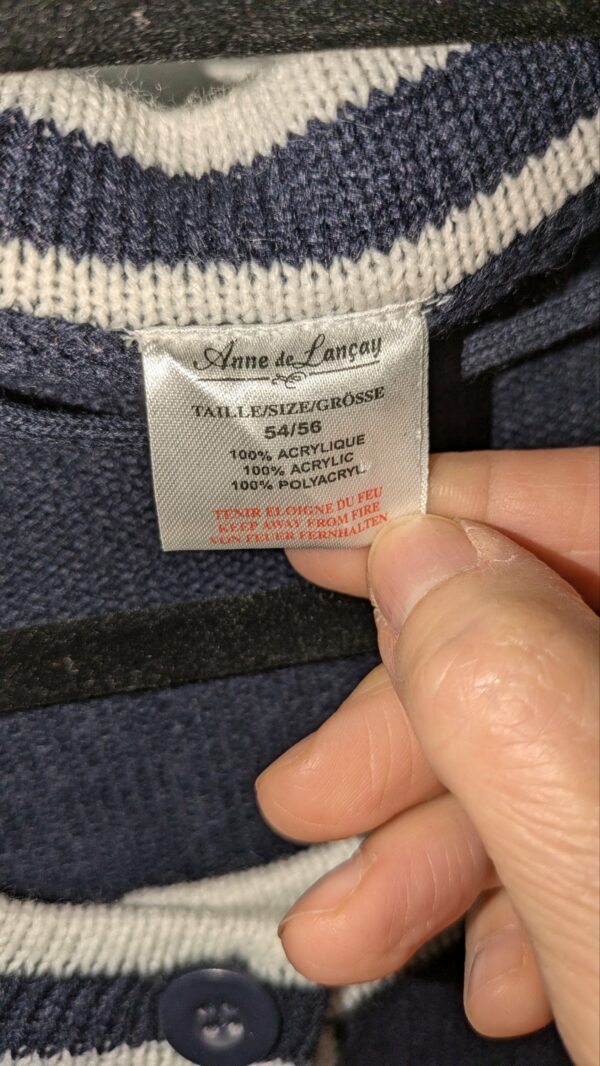 Anne de Lançay
TAILLE/SIZE/GRÖSSE
54/56
100% ACRYLIQUE
100% ACRYLIC
100% POLYACRYL
TENIR ELOIGNE DU FEU
KEEP AWAY FROM FIRE
VON FEUER FERNHALTEN